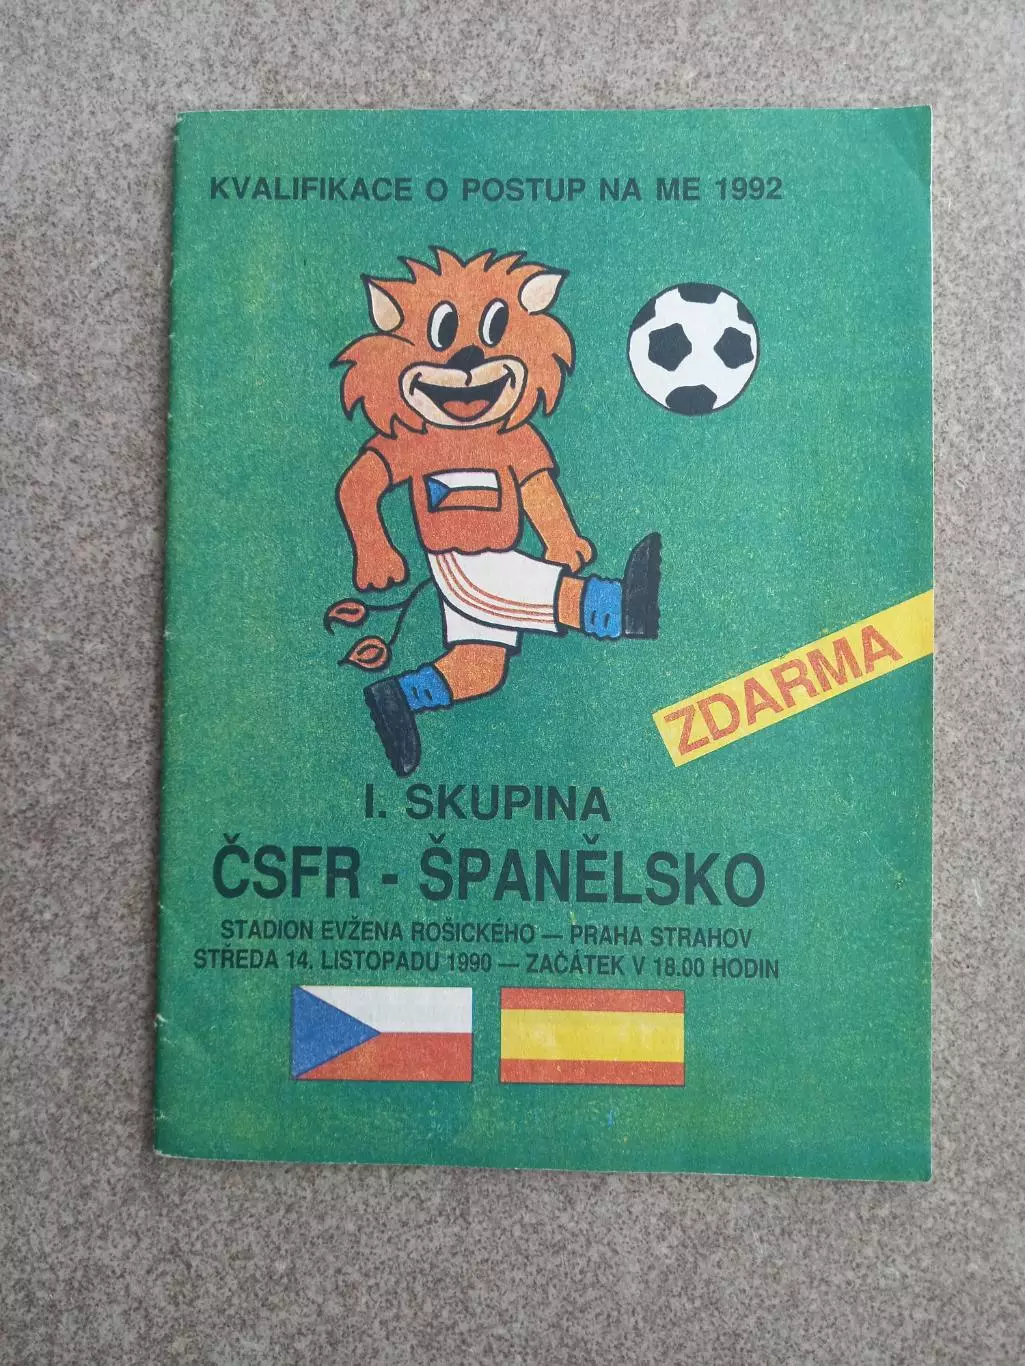 KVALIFIKACE O POSTUP NA ME 1992
ZDARMA
I. SKUPINA
ČSFR - ŠPANĚLSKO
STADION EVŽENA ROŠICKÉHO — PRAHA STRAHOV
STŘEDA 14. LISTOPADU 1990 — ZAČÁTEK V 18.00 HODIN